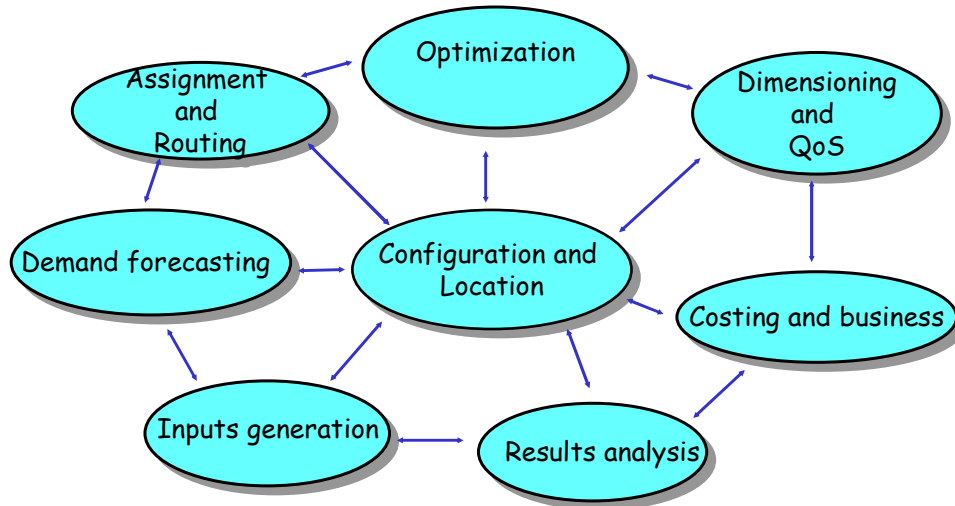 Optimization
Assignment
and
Routing
Dimensioning
and
QoS
Demand forecasting
Configuration and
Location
Costing and business
Inputs generation
Results analysis